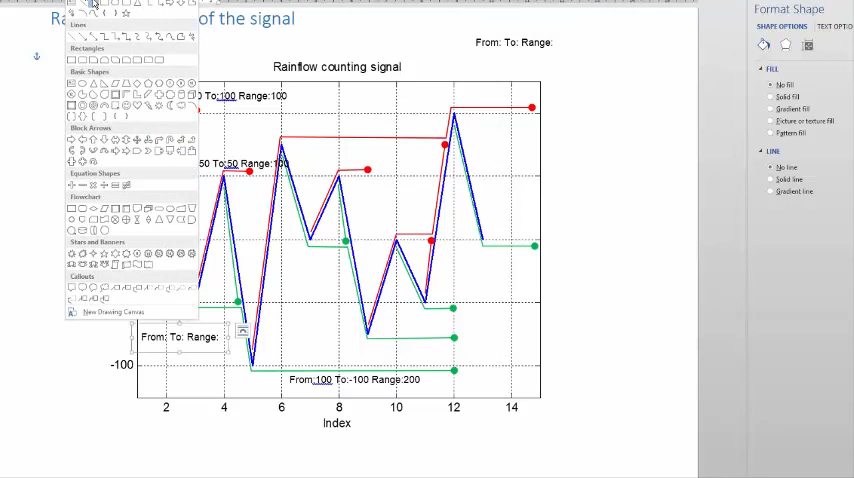 of the signal
Format Shape
SHAPE OPTIONS
TEXT OPTIO
Lines
From: To: Range:
Rectangles
Rainflow counting signal
FILL
Basic Shapes
No fill
Solid fill
0 To:100 Range:100
Gradient fill
Picture or texture fill
Block Arrows
Pattern fill
LINE
50 To:50 Range:100
No line
Equation Shapes
Solid line
Gradient line
Flowchart
Stars and Banners
Callouts
New Drawing Canvas
From: To: Range:
-100
From:100 To:-100 Range:200
2 4 6 8 10 12 14
Index